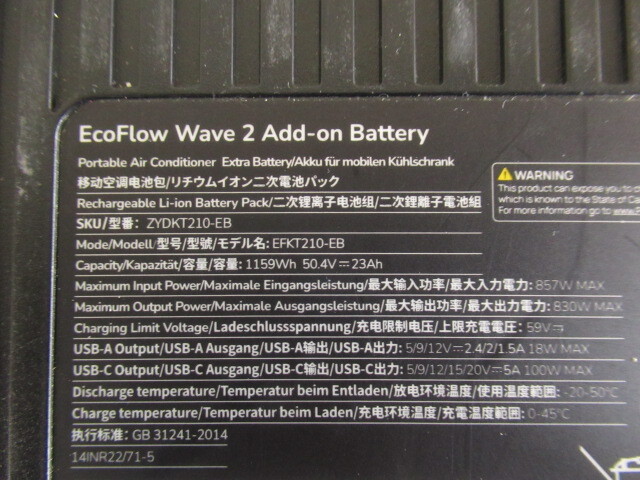 EcoFlow Wave 2 Add-on Battery
Portable Air Conditioner Extra Battery/Akku für mobilen Kühlschrank
移动空调电池包/リチウムイオン二次電池パック
Rechargeable Li-ion Battery Pack/二次锂离子电池组/二次鋰離子電池組
SKU/型番: ZYDKT210-EB
Mode/Modell/型号/型號/モデル名: EFKT210-EB
Capacity/Kapazität/容量/容量: 1159Wh 50.4V⎓23Ah
Maximum Input Power/Maximale Eingangsleistung/最大输入功率/最大入力電力: 857W MAX
Maximum Output Power/Maximale Ausgangsleistung/最大输出功率/最大出力電力: 830W MAX
Charging Limit Voltage/Ladeschlussspannung/充电限制电压/上限充電電圧: 59V⎓
USB-A Output/USB-A Ausgang/USB-A输出/USB-A出力: 5/9/12V⎓2.4/2/1.5A 18W MAX
USB-C Output/USB-C Ausgang/USB-C输出/USB-C出力: 5/9/12/15/20V⎓5A 100W MAX
Discharge temperature/Temperatur beim Entladen/放电环境温度/使用温度範囲: -20-50°C
Charge temperature/Temperatur beim Laden/充电环境温度/充電温度範囲: 0-45°C
执行标准: GB 31241-2014
14INR22/71-5
WARNING
This product can expose you to
which is known to the State of Ca
For more information go to www.